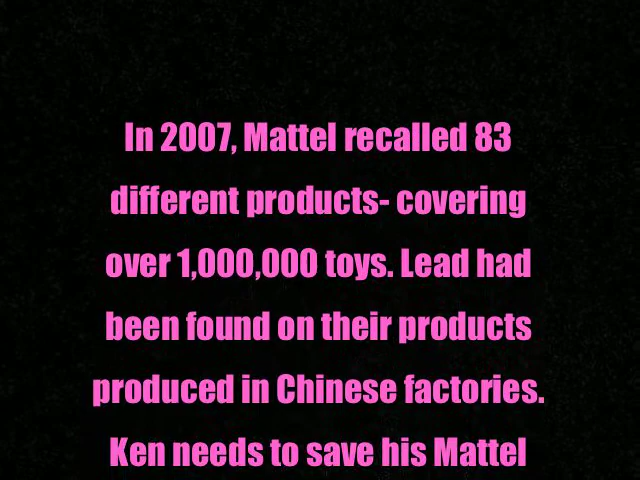 In 2007, Mattel recalled 83
different products- covering
over 1,000,000 toys. Lead had
been found on their products
produced in Chinese factories.
Ken needs to save his Mattel